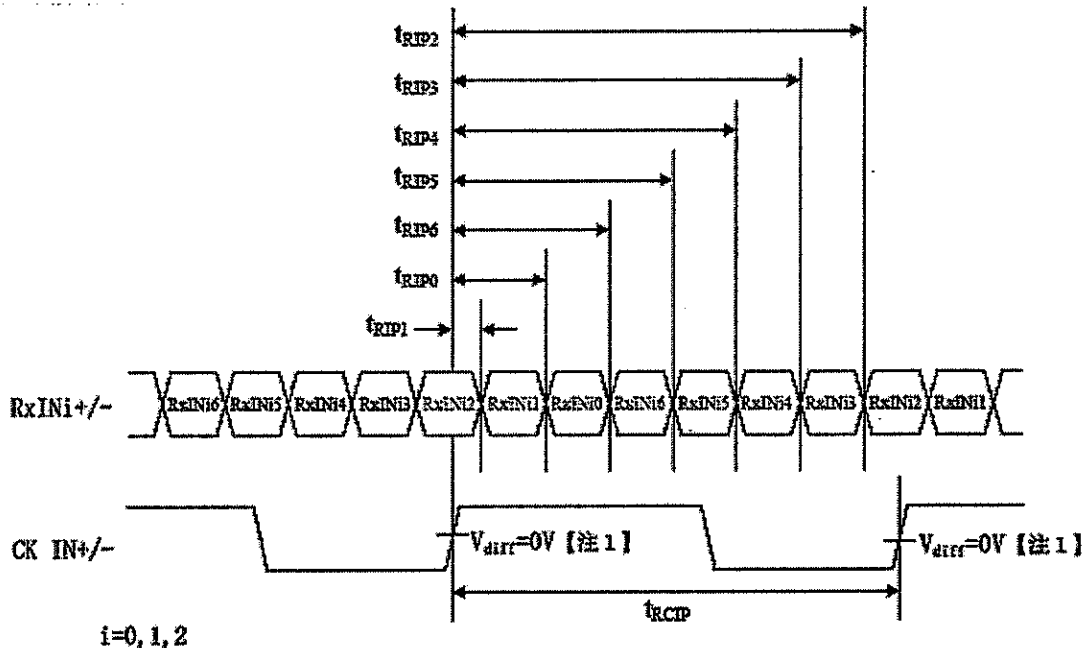 tRIP2
tRIP3
tRIP4
tRIP5
tRIP6
tRIP0
tRIP1
RxINi+/-
RxINi6 RxINi5 RxINi4 RxINi3 RxINi2 RxINi1 RxINi0 RxINi6 RxINi5 RxINi4 RxINi3 RxINi2 RxINi1
CK IN+/-
Vdiff=0V【注1】
Vdiff=0V【注1】
tRCIP
i=0,1,2